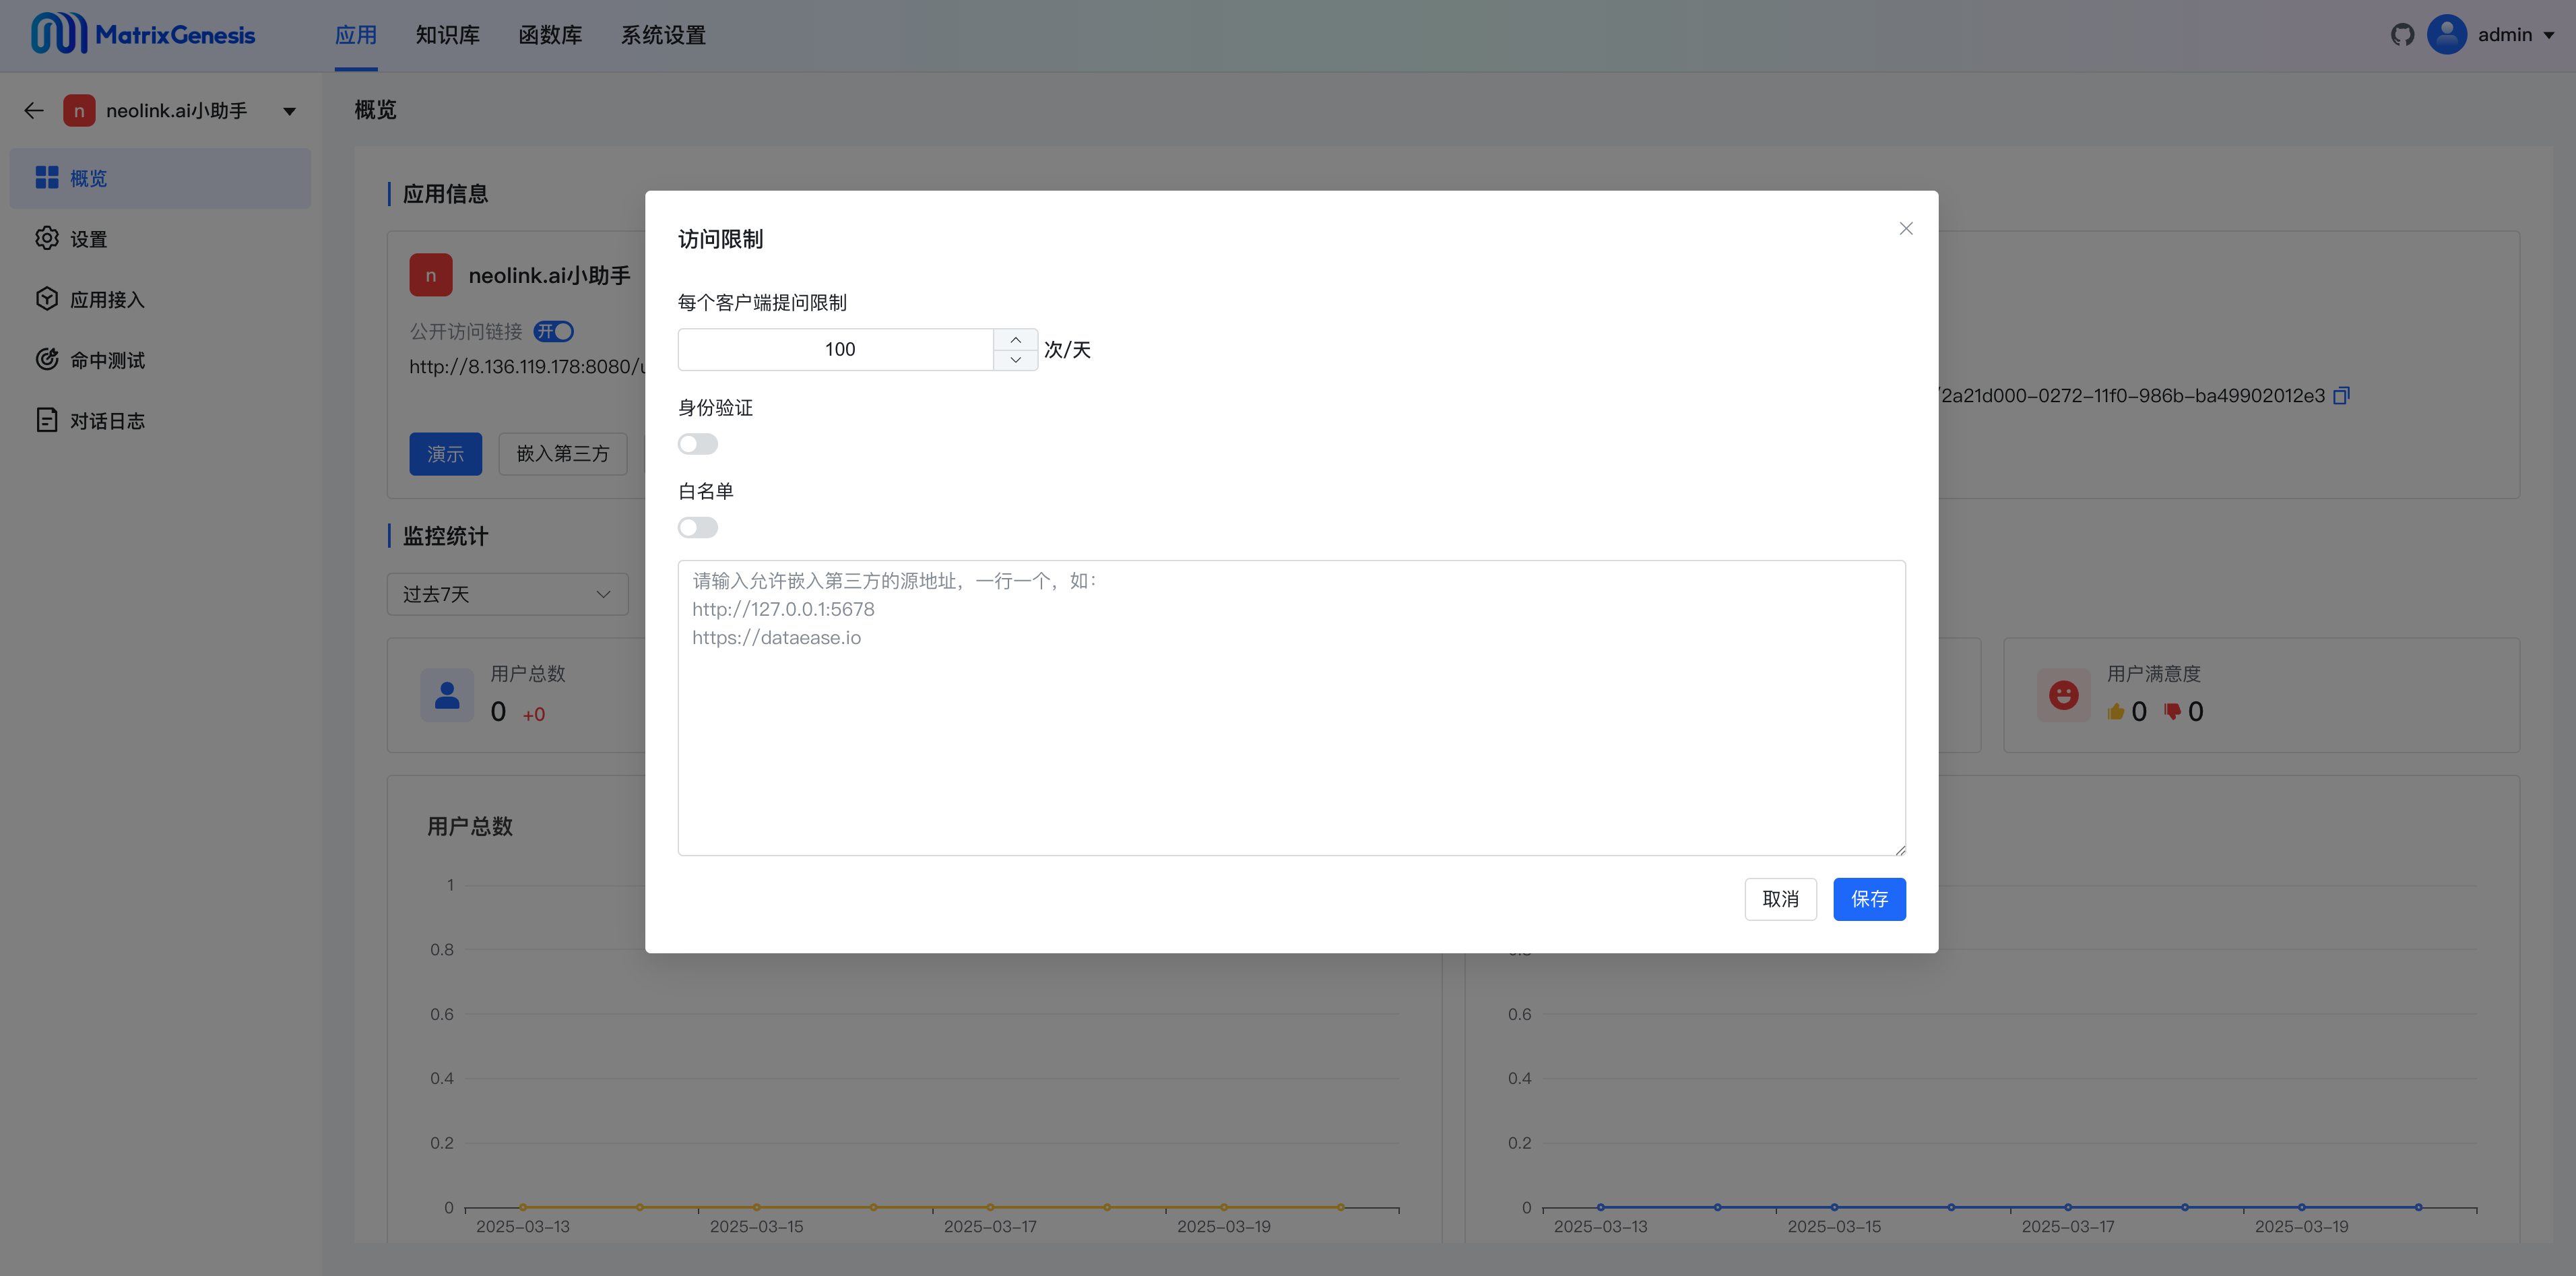 MatrixGenesis
应用 知识库 函数库 系统设置
admin
n neolink.ai小助手
概览
设置
应用接入
命中测试
对话日志
概览
应用信息
n neolink.ai小助手
公开访问链接 开
http://8.136.119.178:8080/u
演示 嵌入第三方
/2a21d000-0272-11f0-986b-ba49902012e3
监控统计
过去7天
用户总数
0 +0
用户满意度
0 0
访问限制
每个客户端提问限制
100 次/天
身份验证
白名单
请输入允许嵌入第三方的源地址，一行一个，如：
http://127.0.0.1:5678
https://dataease.io
取消 保存
用户总数
1
0.8
0.6
0.4
0.2
0
2025-03-13 2025-03-15 2025-03-17 2025-03-19
0.6
0.4
0.2
0
2025-03-13 2025-03-15 2025-03-17 2025-03-19